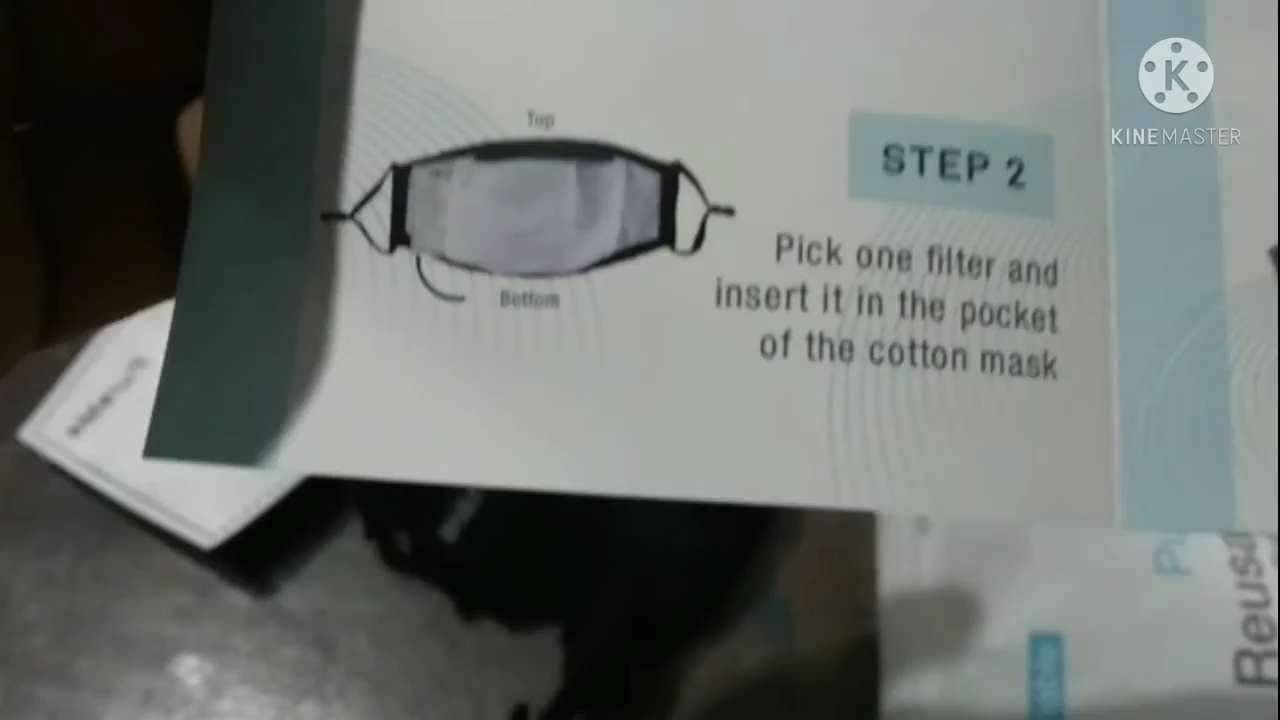 KINEMASTER
Top
Bottom
STEP 2
Pick one filter and
insert it in the pocket
of the cotton mask